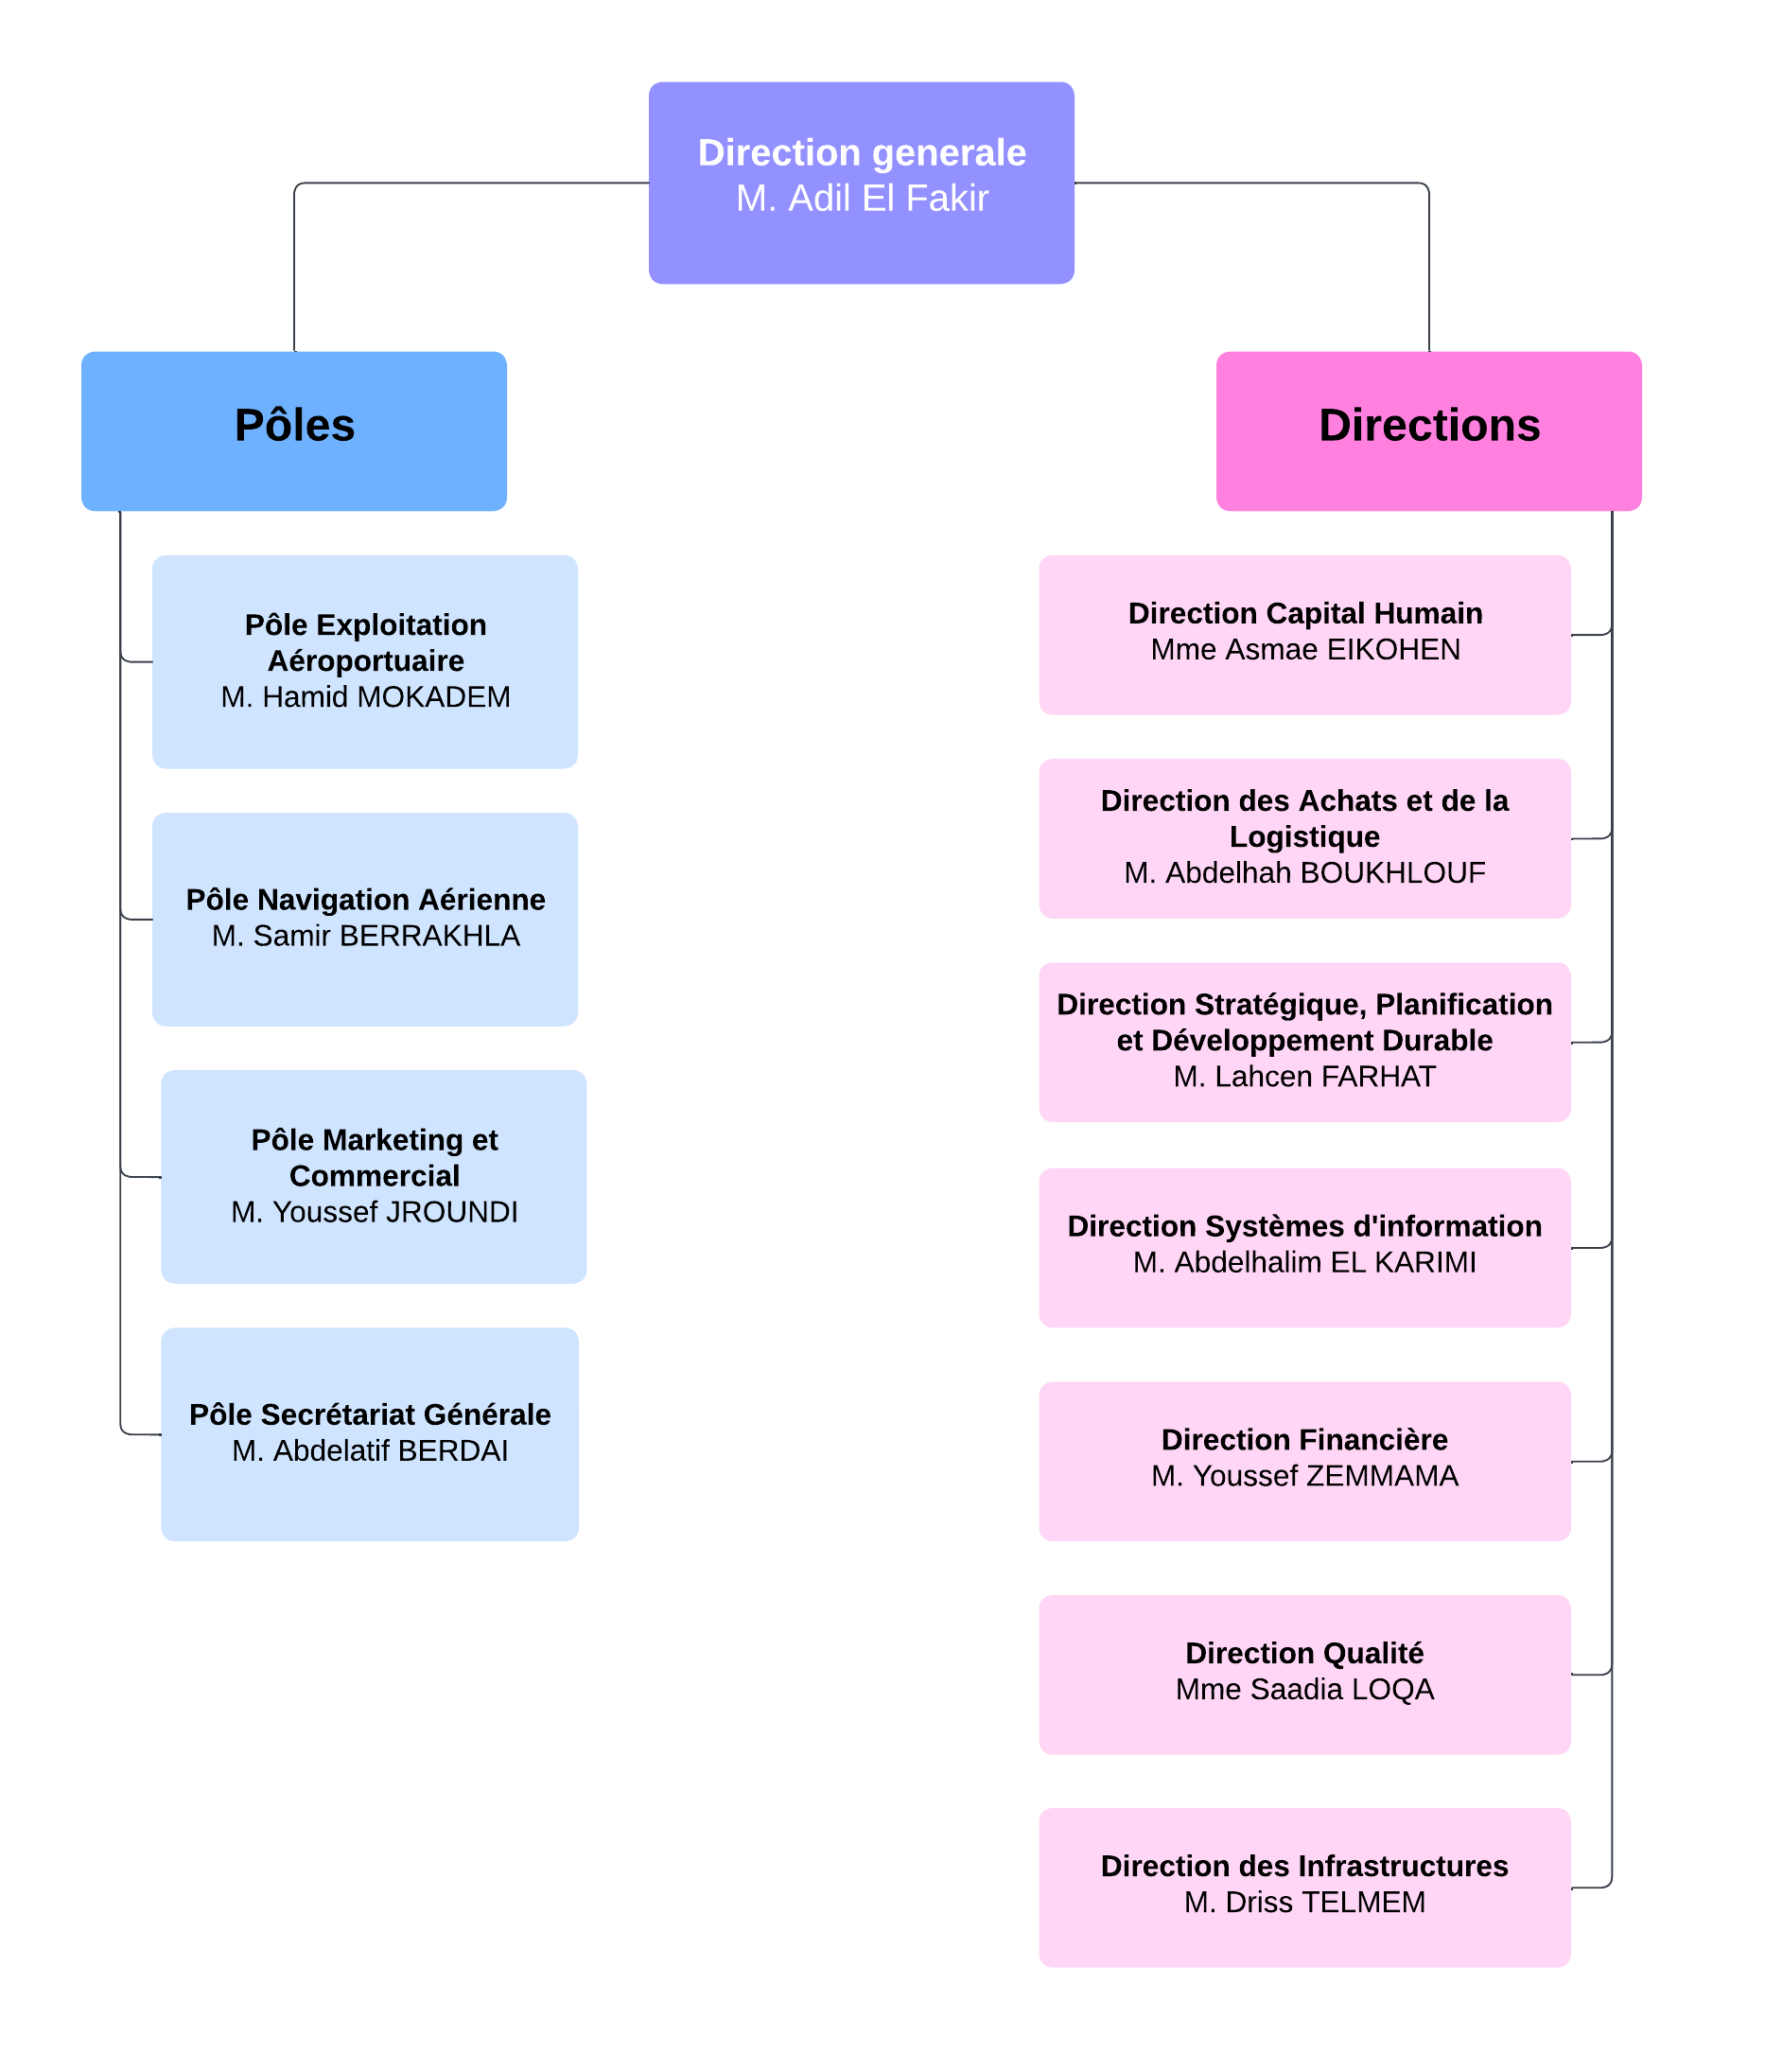 Direction generale
M. Adil El Fakir
Pôles
Directions
Pôle Exploitation
Aéroportuaire
M. Hamid MOKADEM
Pôle Navigation Aérienne
M. Samir BERRAKHLA
Pôle Marketing et
Commercial
M. Youssef JROUNDI
Pôle Secrétariat Générale
M. Abdelatif BERDAI
Direction Capital Humain
Mme Asmae EIKOHEN
Direction des Achats et de la
Logistique
M. Abdelhah BOUKHLOUF
Direction Stratégique, Planification
et Développement Durable
M. Lahcen FARHAT
Direction Systèmes d'information
M. Abdelhalim EL KARIMI
Direction Financière
M. Youssef ZEMMAMA
Direction Qualité
Mme Saadia LOQA
Direction des Infrastructures
M. Driss TELMEM